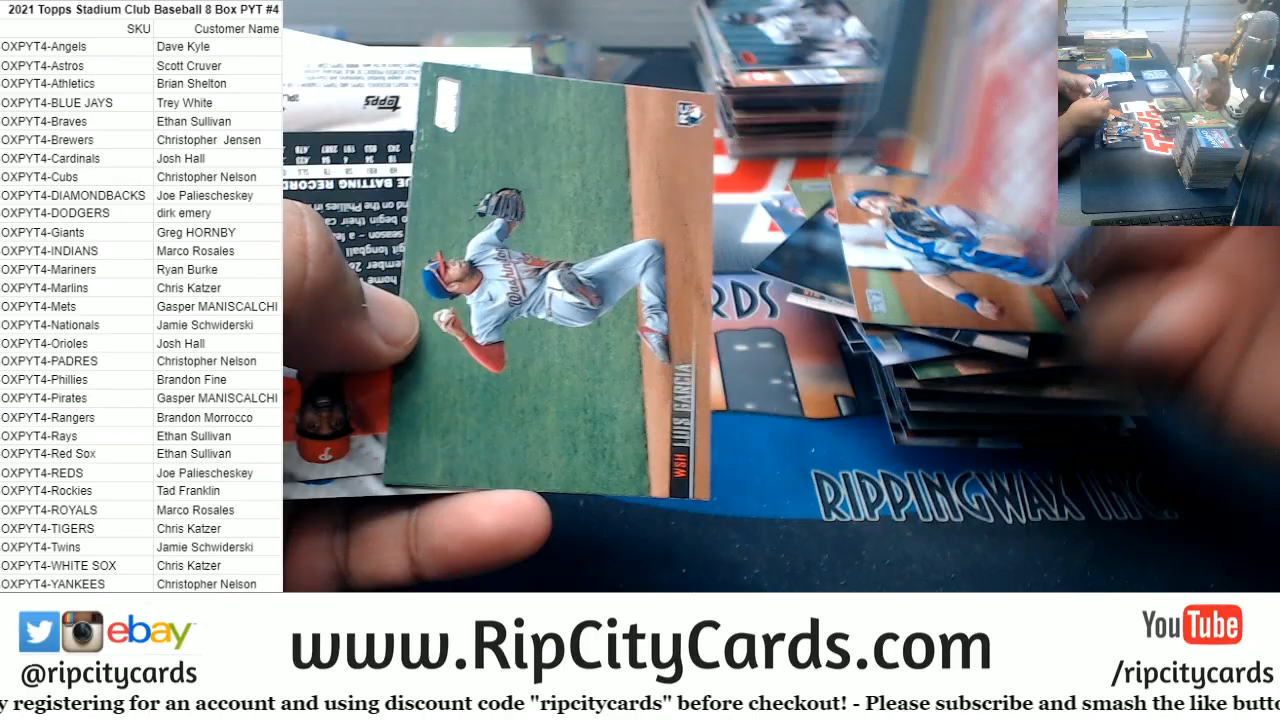 2021 Topps Stadium Club Baseball 8 Box PYT #4
SKU Customer Name
OXPYT4-Angels Dave Kyle
OXPYT4-Astros Scott Cruver
OXPYT4-Athletics Brian Shelton
OXPYT4-BLUE JAYS Trey White
OXPYT4-Braves Ethan Sullivan
OXPYT4-Brewers Christopher Jensen
OXPYT4-Cardinals Josh Hall
OXPYT4-Cubs Christopher Nelson
OXPYT4-DIAMONDBACKS Joe Paliescheskey
OXPYT4-DODGERS dirk emery
OXPYT4-Giants Greg HORNBY
OXPYT4-INDIANS Marco Rosales
OXPYT4-Mariners Ryan Burke
OXPYT4-Marlins Chris Katzer
OXPYT4-Mets Gasper MANISCALCHI
OXPYT4-Nationals Jamie Schwiderski
OXPYT4-Orioles Josh Hall
OXPYT4-PADRES Christopher Nelson
OXPYT4-Phillies Brandon Fine
OXPYT4-Pirates Gasper MANISCALCHI
OXPYT4-Rangers Brandon Morrocco
OXPYT4-Rays Ethan Sullivan
OXPYT4-Red Sox Ethan Sullivan
OXPYT4-REDS Joe Paliescheskey
OXPYT4-Rockies Tad Franklin
OXPYT4-ROYALS Marco Rosales
OXPYT4-TIGERS Chris Katzer
OXPYT4-Twins Jamie Schwiderski
OXPYT4-WHITE SOX Chris Katzer
OXPYT4-YANKEES Christopher Nelson
Topps
Washington
WSH LUIS GARCIA
RDS
RIPPINGWAX INC.
ebay
@ripcitycards
www.RipCityCards.com
YouTube
/ripcitycards
y registering for an account and using discount code "ripcitycards" before checkout! - Please subscribe and smash the like butto